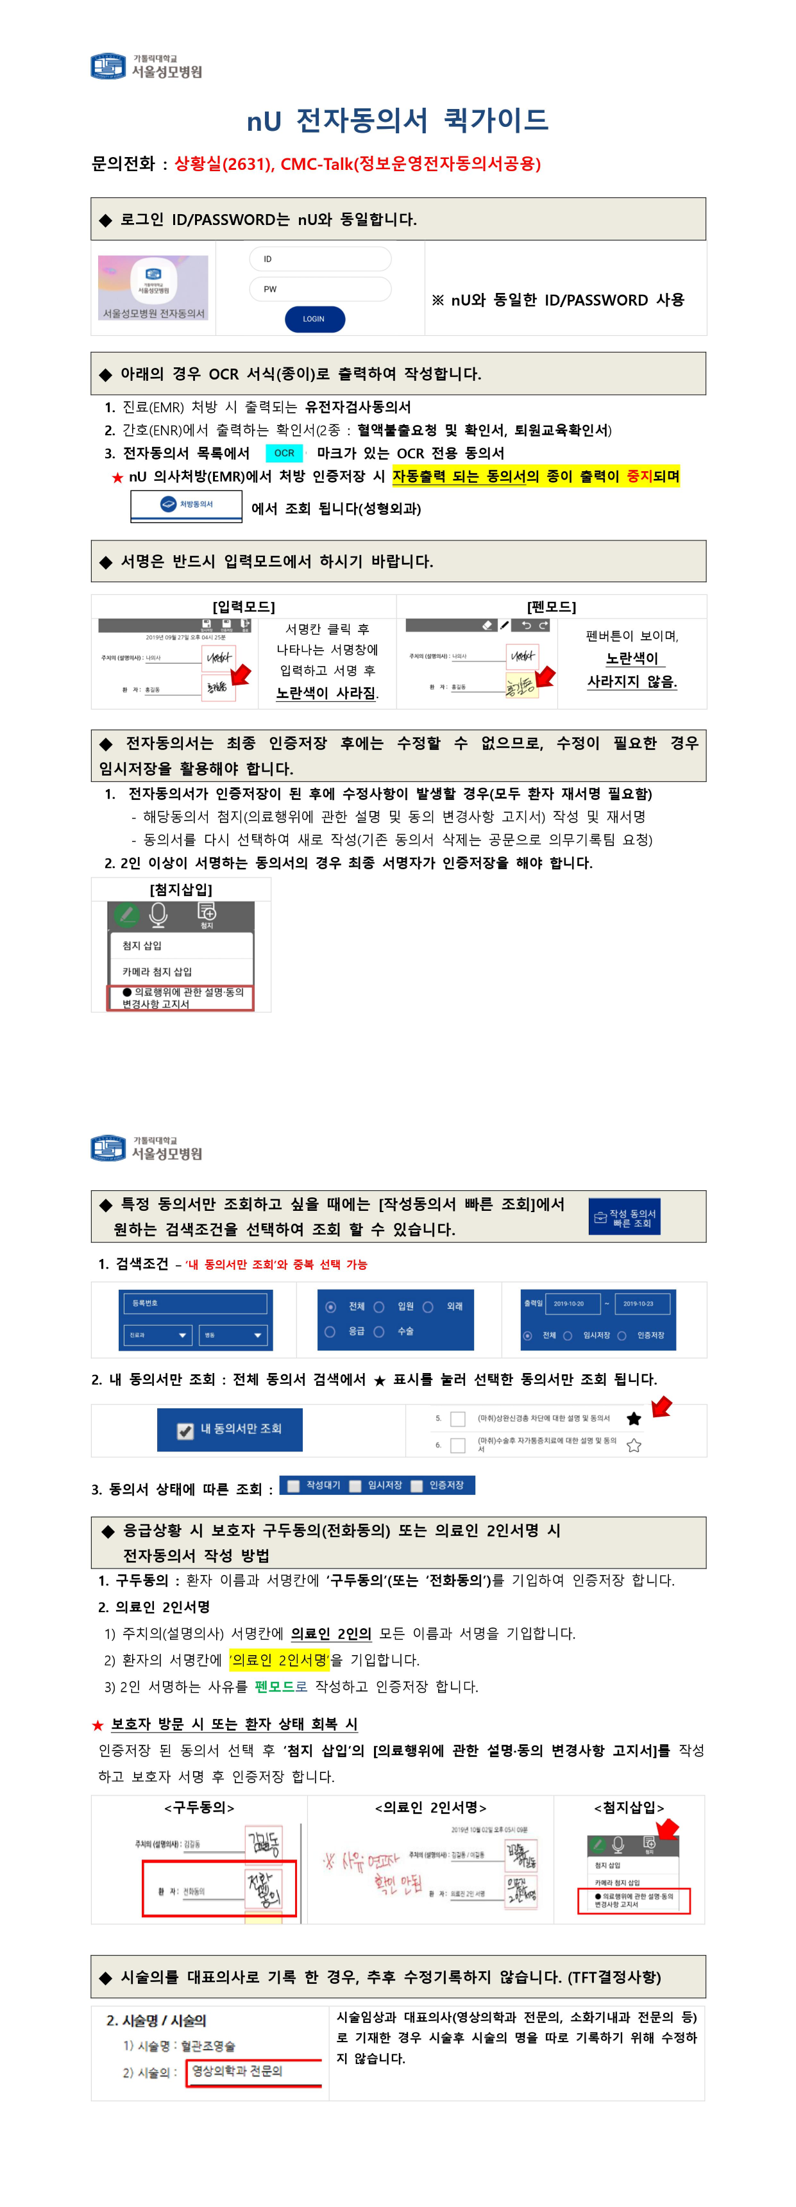 가톨릭대학교
서울성모병원
nU 전자동의서 퀵가이드
문의전화 : 상황실(2631), CMC-Talk(정보운영전자동의서공용)
◆ 로그인 ID/PASSWORD는 nU와 동일합니다.
가톨릭대학교
서울성모병원
서울성모병원 전자동의서
ID
PW
LOGIN
※ nU와 동일한 ID/PASSWORD 사용
◆ 아래의 경우 OCR 서식(종이)로 출력하여 작성합니다.
1. 진료(EMR) 처방 시 출력되는 유전자검사동의서
2. 간호(ENR)에서 출력하는 확인서(2종 : 혈액불출요청 및 확인서, 퇴원교육확인서)
3. 전자동의서 목록에서 OCR 마크가 있는 OCR 전용 동의서
★ nU 의사처방(EMR)에서 처방 인증저장 시 자동출력 되는 동의서의 종이 출력이 중지되며
처방동의서 에서 조회 됩니다(성형외과)
◆ 서명은 반드시 입력모드에서 하시기 바랍니다.
[입력모드]
[펜모드]
2019년 09월 27일 오후 04시 25분
주치의 (설명의사) : 나의사
나의사
환 자 : 홍길동
홍길동
서명칸 클릭 후
나타나는 서명창에
입력하고 서명 후
노란색이 사라짐.
주치의 (설명의사) : 나의사
나의사
환 자 : 홍길동
홍길동
펜버튼이 보이며,
노란색이
사라지지 않음.
◆ 전자동의서는 최종 인증저장 후에는 수정할 수 없으므로, 수정이 필요한 경우
임시저장을 활용해야 합니다.
1. 전자동의서가 인증저장이 된 후에 수정사항이 발생할 경우(모두 환자 재서명 필요함)
- 해당동의서 첨지(의료행위에 관한 설명 및 동의 변경사항 고지서) 작성 및 재서명
- 동의서를 다시 선택하여 새로 작성(기존 동의서 삭제는 공문으로 의무기록팀 요청)
2. 2인 이상이 서명하는 동의서의 경우 최종 서명자가 인증저장을 해야 합니다.
[첨지삽입]
첨지
첨지 삽입
카메라 첨지 삽입
● 의료행위에 관한 설명·동의
변경사항 고지서
가톨릭대학교
서울성모병원
◆ 특정 동의서만 조회하고 싶을 때에는 [작성동의서 빠른 조회]에서
원하는 검색조건을 선택하여 조회 할 수 있습니다.
작성 동의서
빠른 조회
1. 검색조건 – ‘내 동의서만 조회’와 중복 선택 가능
등록번호
진료과
병동
전체 입원 외래
응급 수술
출력일 2019-10-20 ~ 2019-10-23
전체 임시저장 인증저장
2. 내 동의서만 조회 : 전체 동의서 검색에서 ★ 표시를 눌러 선택한 동의서만 조회 됩니다.
내 동의서만 조회
5. (마취)상완신경총 차단에 대한 설명 및 동의서 ★
6. (마취)수술후 자가통증치료에 대한 설명 및 동의
서 ☆
3. 동의서 상태에 따른 조회 : 작성대기 임시저장 인증저장
◆ 응급상황 시 보호자 구두동의(전화동의) 또는 의료인 2인서명 시
전자동의서 작성 방법
1. 구두동의 : 환자 이름과 서명칸에 ‘구두동의’(또는 ‘전화동의’)를 기입하여 인증저장 합니다.
2. 의료인 2인서명
1) 주치의(설명의사) 서명칸에 의료인 2인의 모든 이름과 서명을 기입합니다.
2) 환자의 서명칸에 ‘의료인 2인서명’을 기입합니다.
3) 2인 서명하는 사유를 펜모드로 작성하고 인증저장 합니다.
★ 보호자 방문 시 또는 환자 상태 회복 시
인증저장 된 동의서 선택 후 ‘첨지 삽입’의 [의료행위에 관한 설명·동의 변경사항 고지서]를 작성
하고 보호자 서명 후 인증저장 합니다.
<구두동의>
<의료인 2인서명>
<첨지삽입>
주치의 (설명의사) : 김길동
김길동
환 자 : 전화동의
전화동의
2019년 10월 02일 오후 05시 09분
※ 사유: 연고자
확인 안됨
주치의 (설명의사) : 김길동 / 이길동
김길동
이길동
환 자 : 의료진 2인 서명
의료진
2인서명
첨지
첨지 삽입
카메라 첨지 삽입
● 의료행위에 관한 설명·동의
변경사항 고지서
◆ 시술의를 대표의사로 기록 한 경우, 추후 수정기록하지 않습니다. (TFT결정사항)
2. 시술명 / 시술의
1) 시술명 : 혈관조영술
2) 시술의 : 영상의학과 전문의
시술임상과 대표의사(영상의학과 전문의, 소화기내과 전문의 등)
로 기재한 경우 시술후 시술의 명을 따로 기록하기 위해 수정하
지 않습니다.